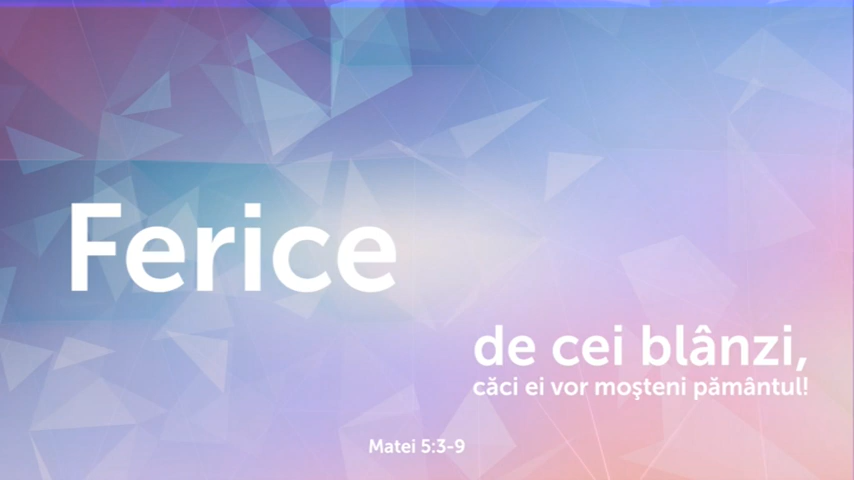 Ferice
de cei blânzi,
căci ei vor moşteni pământul!
Matei 5:3-9